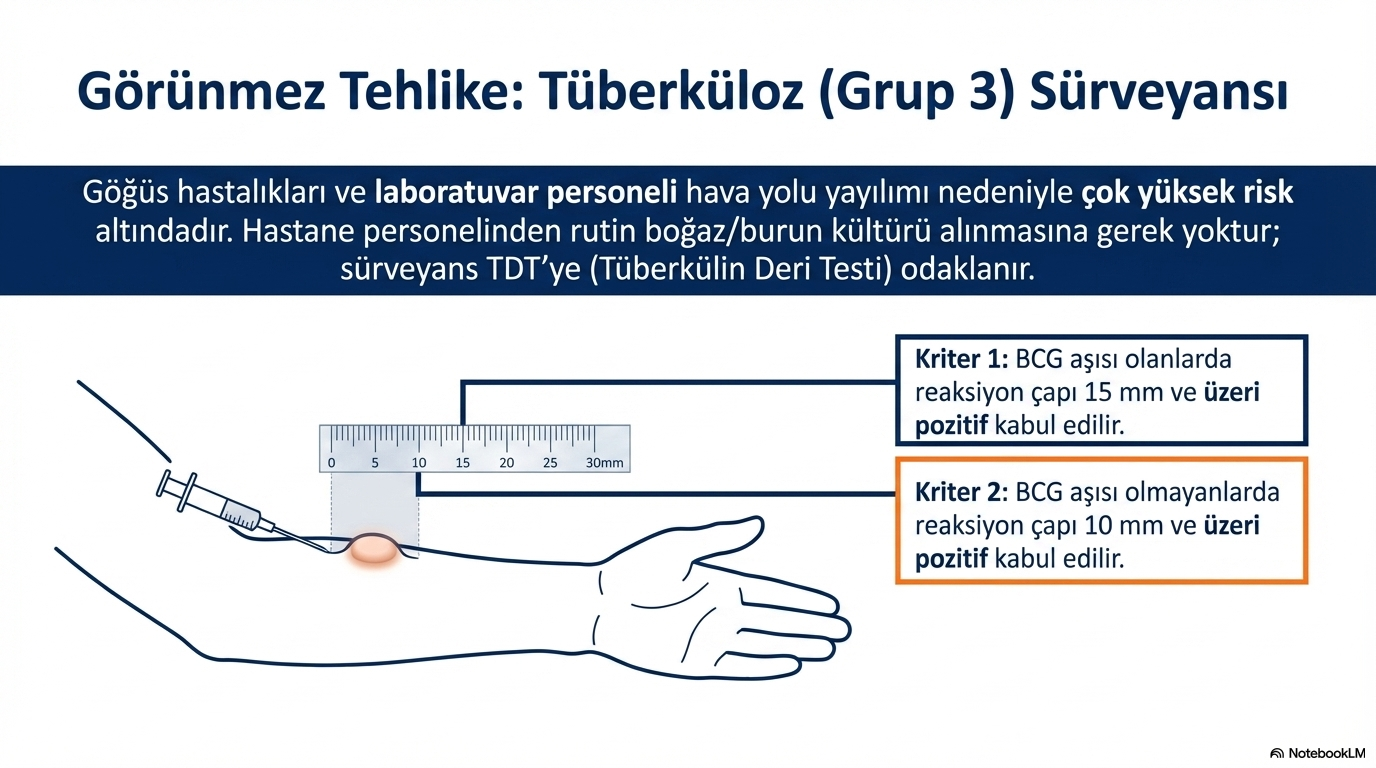 Görünmez Tehlike: Tüberküloz (Grup 3) Sürveyansı
Göğüs hastalıkları ve laboratuvar personeli hava yolu yayılımı nedeniyle çok yüksek risk
altındadır. Hastane personelinden rutin boğaz/burun kültürü alınmasına gerek yoktur;
sürveyans TDT'ye (Tüberkülin Deri Testi) odaklanır.
Kriter 1: BCG aşısı olanlarda
reaksiyon çapı 15 mm ve üzeri
pozitif kabul edilir.
0 5 10 15 20 25 30mm
Kriter 2: BCG aşısı olmayanlarda
reaksiyon çapı 10 mm ve üzeri
pozitif kabul edilir.
NotebookLM